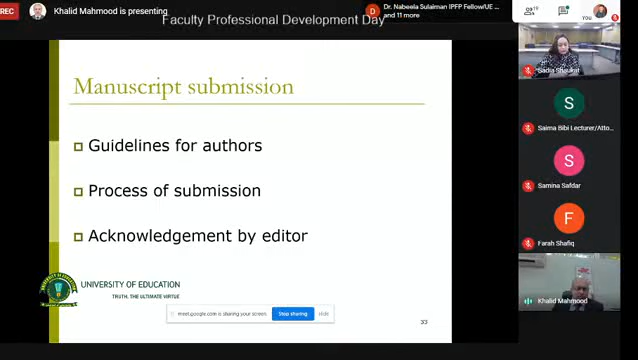 REC
Khalid Mahmood is presenting
Faculty Professional Development Day
D
Dr. Nabeela Sulaiman IPFP Fellow/UE ...
and 11 more
19
YOU
Manuscript submission
Guidelines for authors
Process of submission
Acknowledgement by editor
UNIVERSITY OF EDUCATION
TRUTH. THE ULTIMATE VIRTUE
meet.google.com is sharing your screen.
Stop sharing
Hide
33
Sadia Shaukat
S
Saima Bibi Lecturer/Atto...
S
Samina Safdar
F
Farah Shafiq
Khalid Mahmood